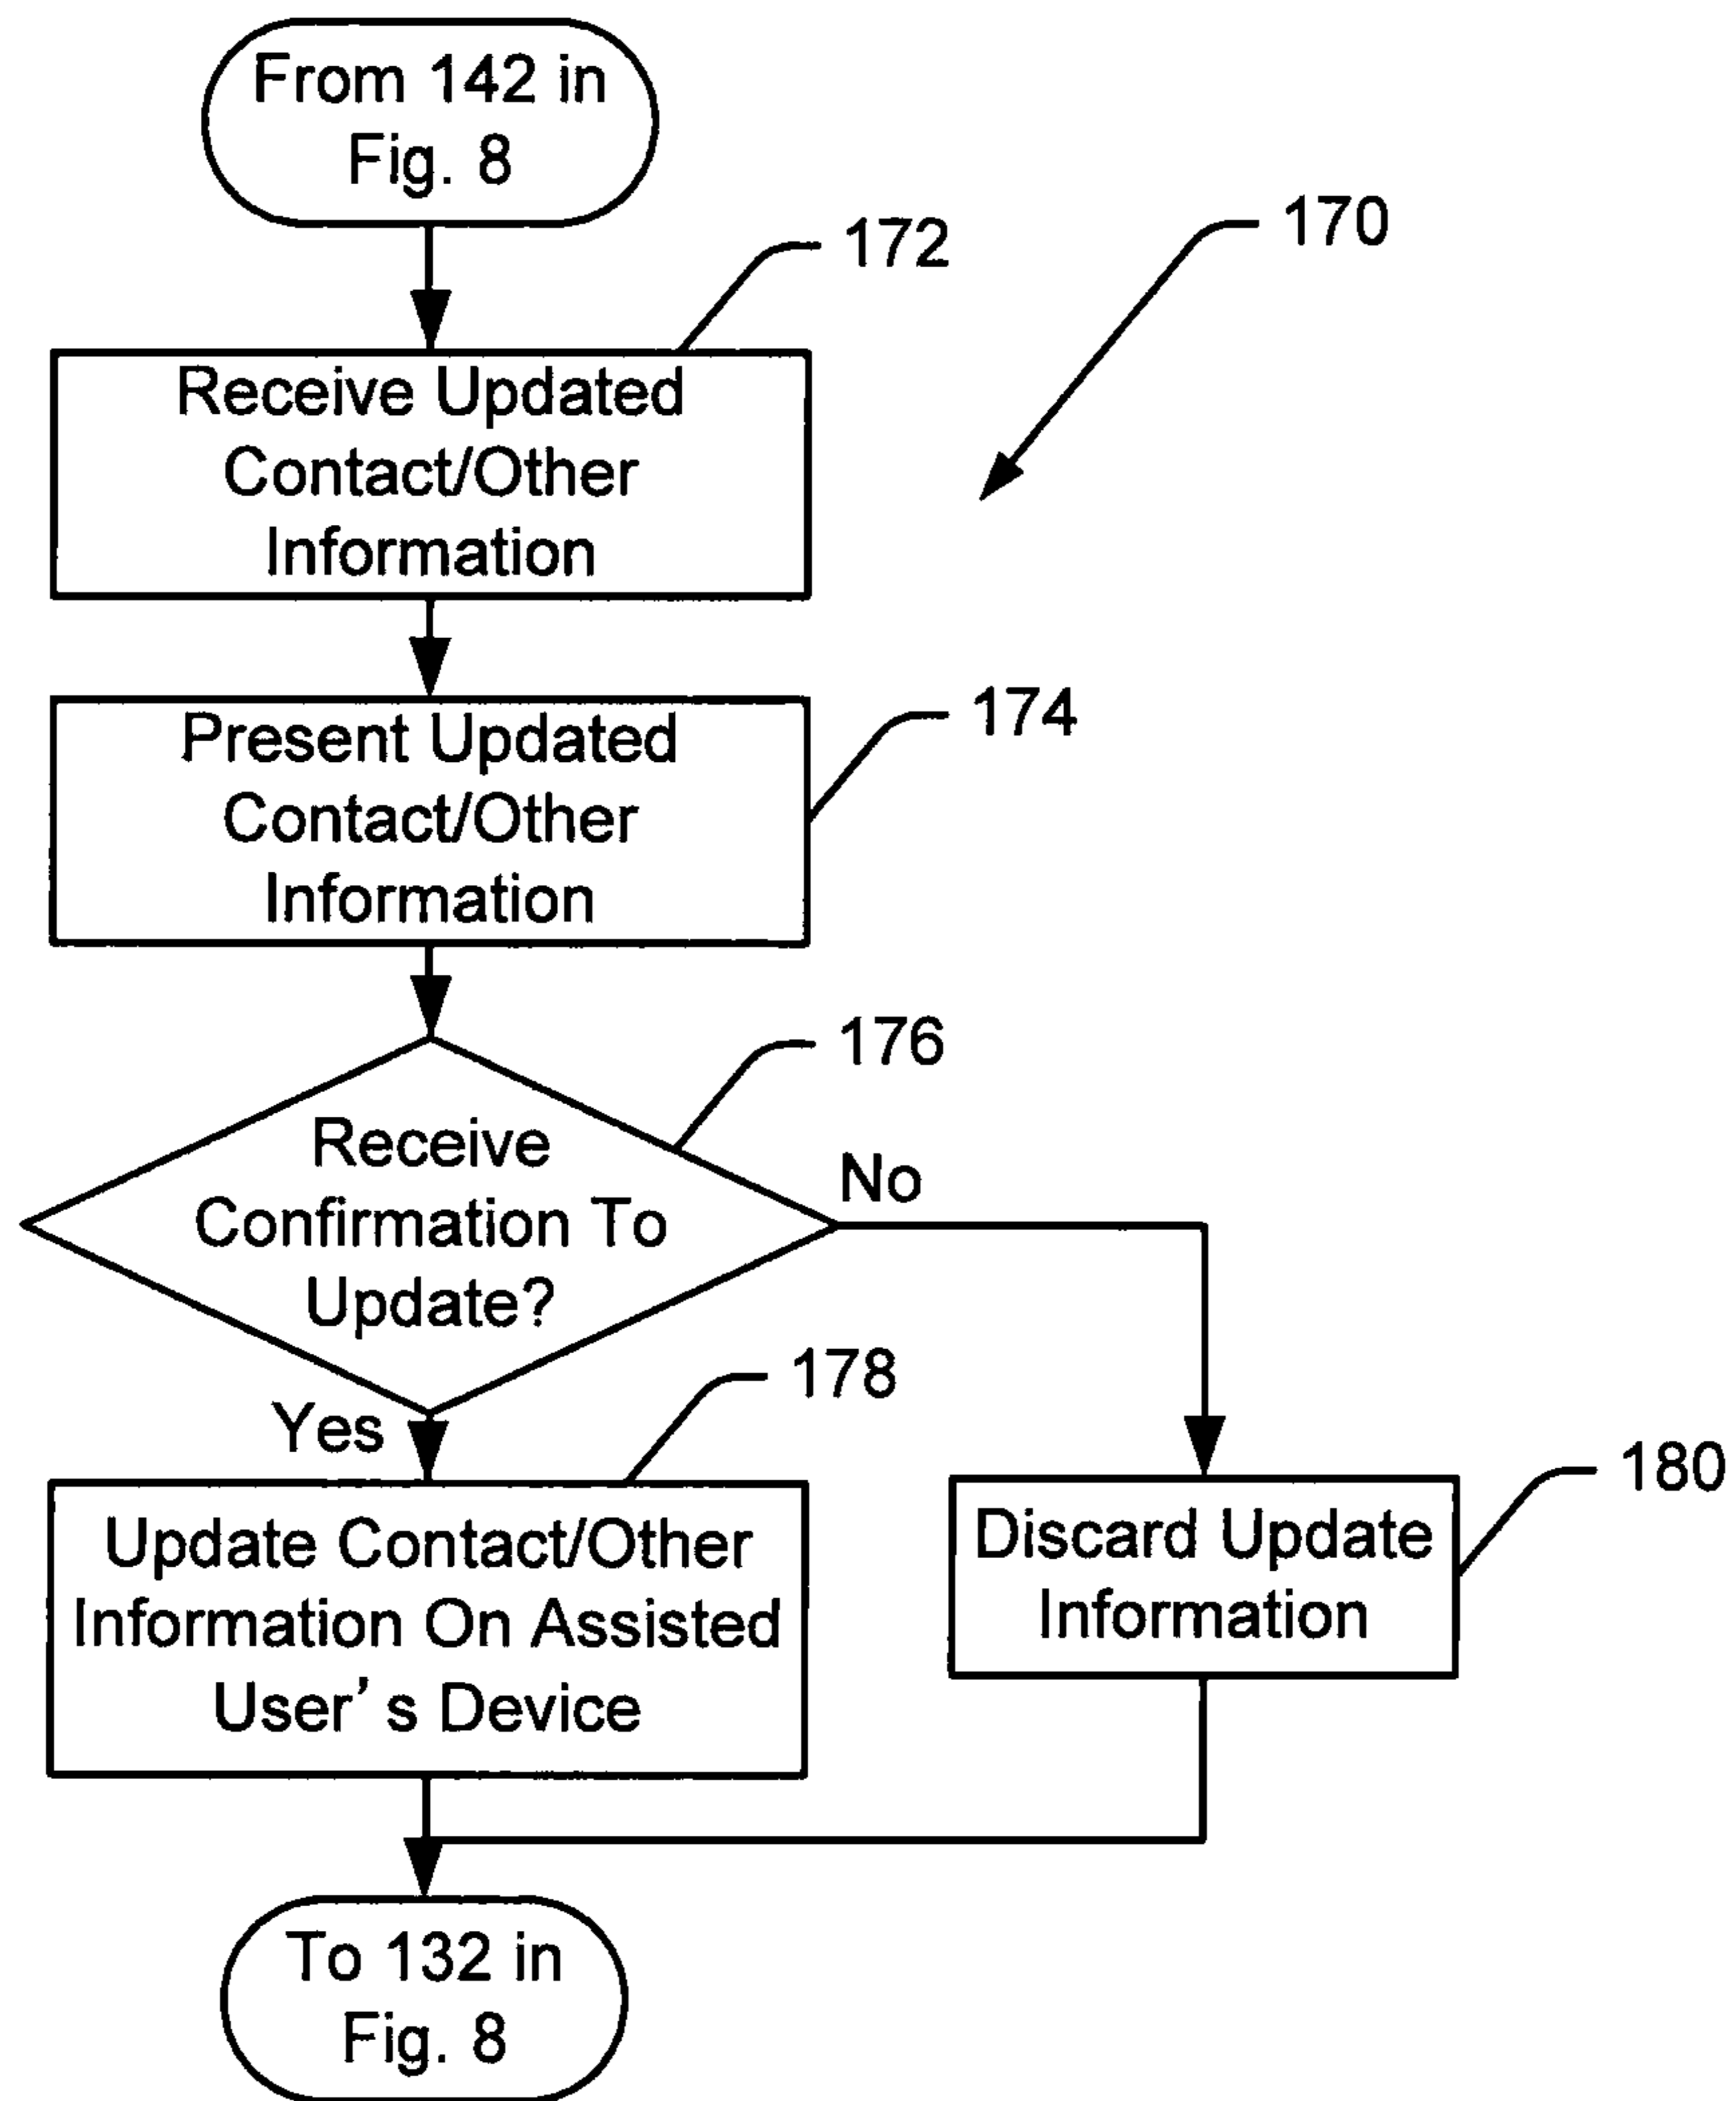 From 142 in
Fig. 8
172
170
Receive Updated
Contact/Other
Information
174
Present Updated
Contact/Other
Information
176
Receive
Confirmation To
Update?
No
Yes
178
Update Contact/Other
Information On Assisted
User's Device
180
Discard Update
Information
To 132 in
Fig. 8